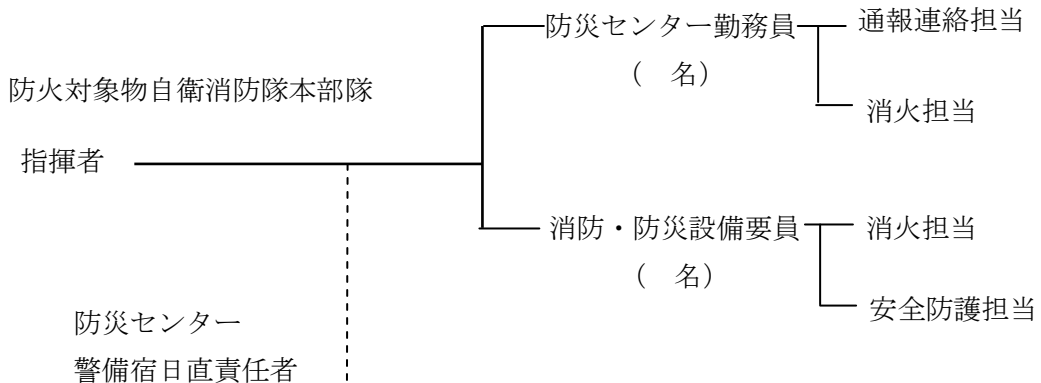 防災センター勤務員
通報連絡担当
（　名）
消火担当
防火対象物自衛消防隊本部隊
指揮者
消防・防災設備要員
消火担当
（　名）
安全防護担当
防災センター
警備宿日直責任者